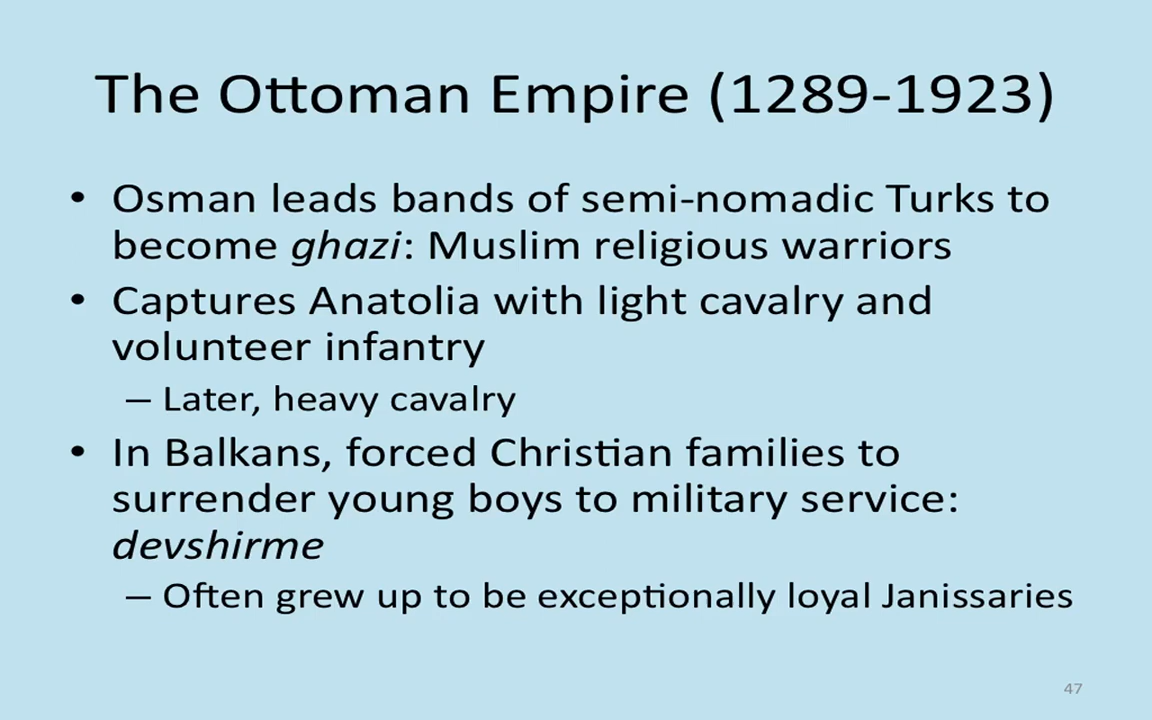 The Ottoman Empire (1289-1923)
• Osman leads bands of semi-nomadic Turks to
become ghazi: Muslim religious warriors
• Captures Anatolia with light cavalry and
volunteer infantry
– Later, heavy cavalry
• In Balkans, forced Christian families to
surrender young boys to military service:
devshirme
– Often grew up to be exceptionally loyal Janissaries
47